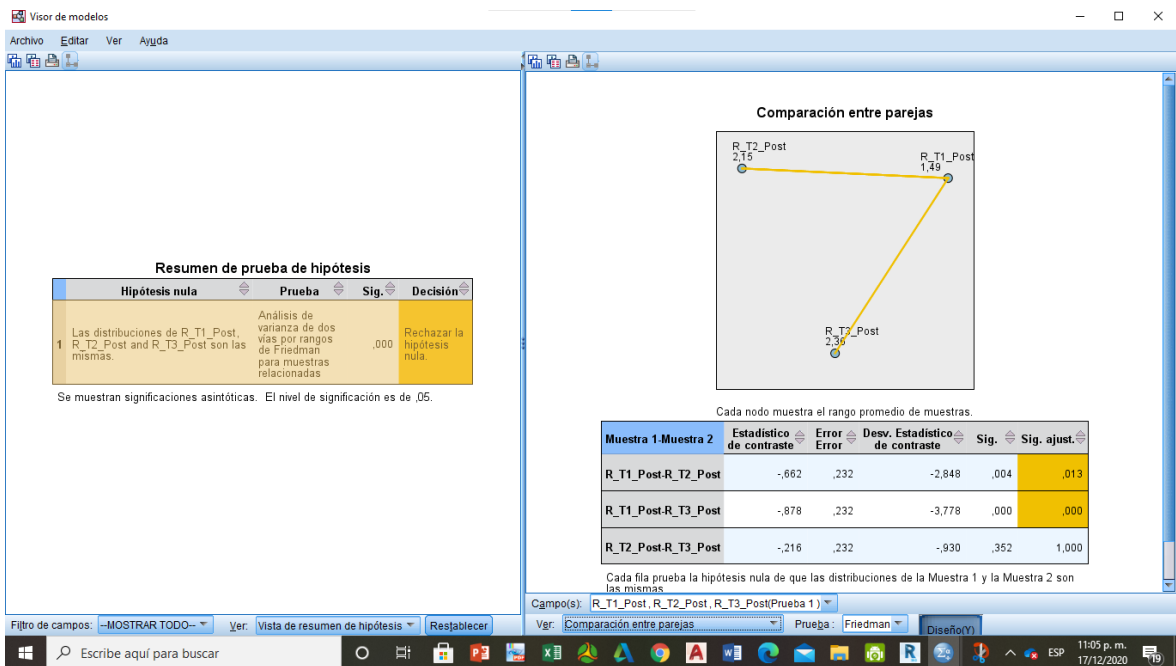 Visor de modelos
Archivo Editar Ver Ayuda
Resumen de prueba de hipótesis
Hipótesis nula Prueba Sig. Decisión
1 Las distribuciones de R_T1_Post, R_T2_Post and R_T3_Post son las mismas. Análisis de varianza de dos vías por rangos de Friedman para muestras relacionadas ,000 Rechazar la hipótesis nula.
Se muestran significaciones asintóticas. El nivel de significación es de ,05.
Filtro de campos: --MOSTRAR TODO-- Ver: Vista de resumen de hipótesis Restablecer
Comparación entre parejas
R_T2_Post
2,15
R_T1_Post
1,49
R_T3_Post
2,36
Cada nodo muestra el rango promedio de muestras.
Muestra 1-Muestra 2 Estadístico de contraste Error Error Desv. Estadístico de contraste Sig. Sig. ajust.
R_T1_Post-R_T2_Post -,662 ,232 -2,848 ,004 ,013
R_T1_Post-R_T3_Post -,878 ,232 -3,778 ,000 ,000
R_T2_Post-R_T3_Post -,216 ,232 -,930 ,352 1,000
Cada fila prueba la hipótesis nula de que las distribuciones de la Muestra 1 y la Muestra 2 son
las mismas
Campo(s): R_T1_Post, R_T2_Post, R_T3_Post(Prueba 1)
Ver: Comparación entre parejas Prueba: Friedman Diseño(Y)
Escribe aquí para buscar
ESP
11:05 p. m.
17/12/2020
19